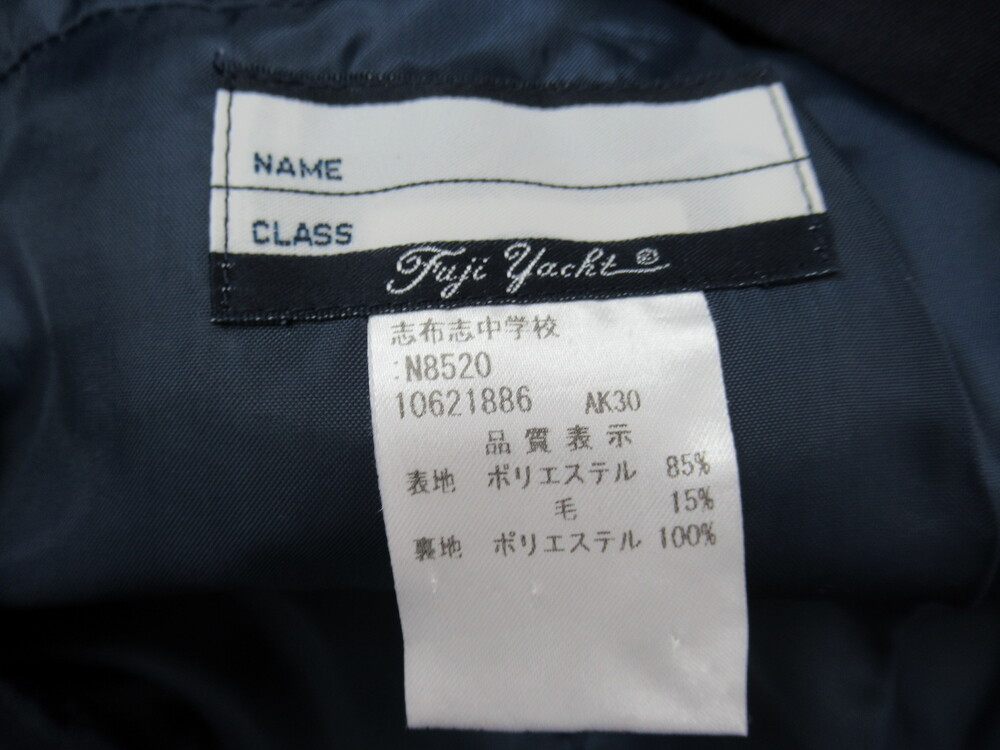 NAME
CLASS
Fuji Yacht®
志布志中学校
:N8520
10621886 AK30
品質表示
表地 ポリエステル 85%
毛 15%
裏地 ポリエステル 100%